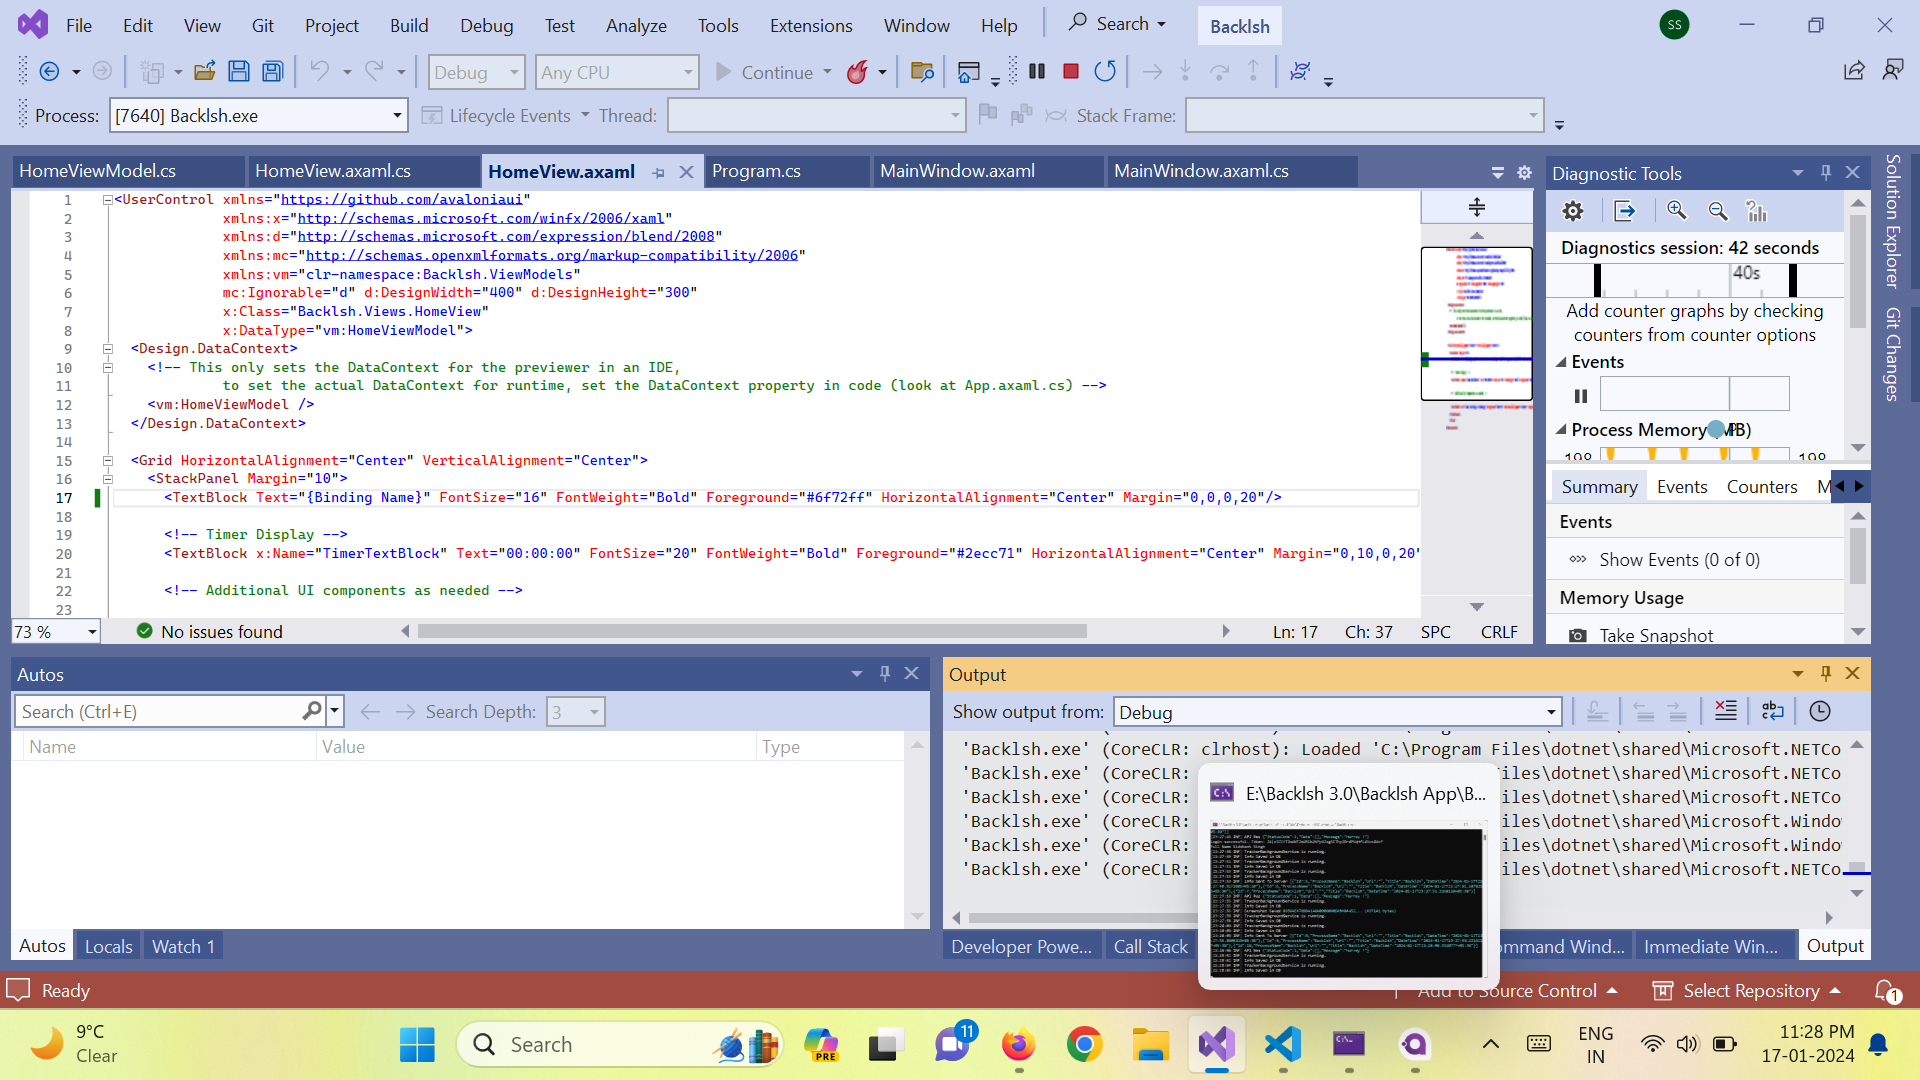 File Edit View Git Project Build Debug Test Analyze Tools Extensions Window Help Search Backlsh SS
Debug Any CPU Continue
Process: [7640] Backlsh.exe Lifecycle Events Thread: Stack Frame:
HomeViewModel.cs HomeView.axaml.cs HomeView.axaml Program.cs MainWindow.axaml MainWindow.axaml.cs
1 <UserControl xmlns="https://github.com/avaloniaui"
2 xmlns:x="http://schemas.microsoft.com/winfx/2006/xaml"
3 xmlns:d="http://schemas.microsoft.com/expression/blend/2008"
4 xmlns:mc="http://schemas.openxmlformats.org/markup-compatibility/2006"
5 xmlns:vm="clr-namespace:Backlsh.ViewModels"
6 mc:Ignorable="d" d:DesignWidth="400" d:DesignHeight="300"
7 x:Class="Backlsh.Views.HomeView"
8 x:DataType="vm:HomeViewModel">
9 <Design.DataContext>
10 <!-- This only sets the DataContext for the previewer in an IDE,
11 to set the actual DataContext for runtime, set the DataContext property in code (look at App.axaml.cs) -->
12 <vm:HomeViewModel />
13 </Design.DataContext>
14
15 <Grid HorizontalAlignment="Center" VerticalAlignment="Center">
16 <StackPanel Margin="10">
17 <TextBlock Text="{Binding Name}" FontSize="16" FontWeight="Bold" Foreground="#6f72ff" HorizontalAlignment="Center" Margin="0,0,0,20"/>
18
19 <!-- Timer Display -->
20 <TextBlock x:Name="TimerTextBlock" Text="00:00:00" FontSize="20" FontWeight="Bold" Foreground="#2ecc71" HorizontalAlignment="Center" Margin="0,10,0,20"
21
22 <!-- Additional UI components as needed -->
23
73 % No issues found Ln: 17 Ch: 37 SPC CRLF
Diagnostic Tools
Diagnostics session: 42 seconds
40s
Add counter graphs by checking
counters from counter options
Events
Process Memory
198 198
Summary Events Counters M
Events
Show Events (0 of 0)
Memory Usage
Take Snapshot
Solution Explorer
Git Changes
Autos
Search (Ctrl+E) Search Depth: 3
Name Value Type
Autos Locals Watch 1
Output
Show output from: Debug
'Backlsh.exe' (CoreCLR: clrhost): Loaded 'C:\Program Files\dotnet\shared\Microsoft.NETCo
'Backlsh.exe' (CoreCLR: iles\dotnet\shared\Microsoft.NETCo
'Backlsh.exe' (CoreCLR: iles\dotnet\shared\Microsoft.NETCo
'Backlsh.exe' (CoreCLR: iles\dotnet\shared\Microsoft.Windo
'Backlsh.exe' (CoreCLR: iles\dotnet\shared\Microsoft.Windo
'Backlsh.exe' (CoreCLR: iles\dotnet\shared\Microsoft.NETCo
E:\Backlsh 3.0\Backlsh App\B...
Developer Powe... Call Stack ommand Wind... Immediate Win... Output
Ready Add to Source Control Select Repository 1
9°C
Clear
Search PRE 11
ENG
IN
11:28 PM
17-01-2024